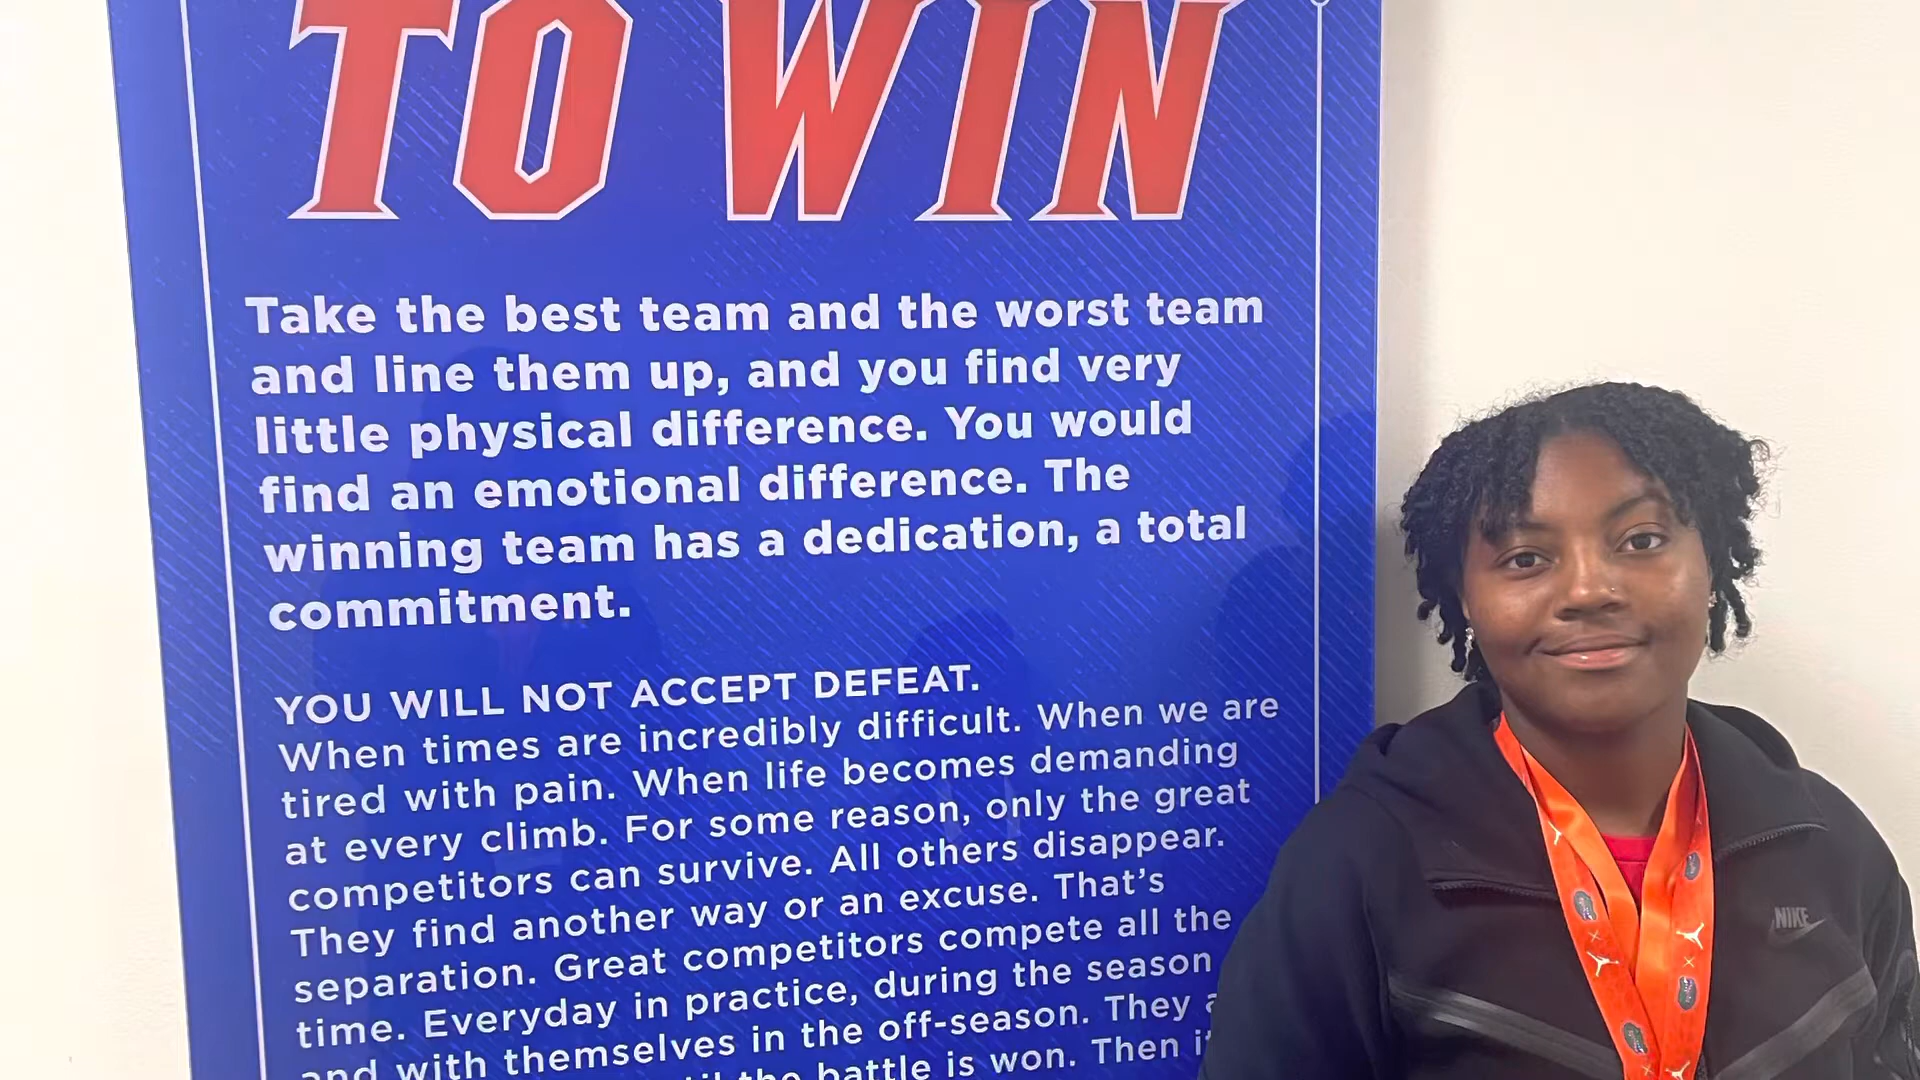 TO WIN
Take the best team and the worst team
and line them up, and you find very
little physical difference. You would
find an emotional difference. The
winning team has a dedication, a total
commitment.
YOU WILL NOT ACCEPT DEFEAT.
When times are incredibly difficult. When we are
tired with pain. When life becomes demanding
at every climb. For some reason, only the great
competitors can survive. All others disappear.
They find another way or an excuse. That's
separation. Great competitors compete all the
time. Everyday in practice, during the season
and with themselves in the off-season. They
the battle is won. Then
NIKE